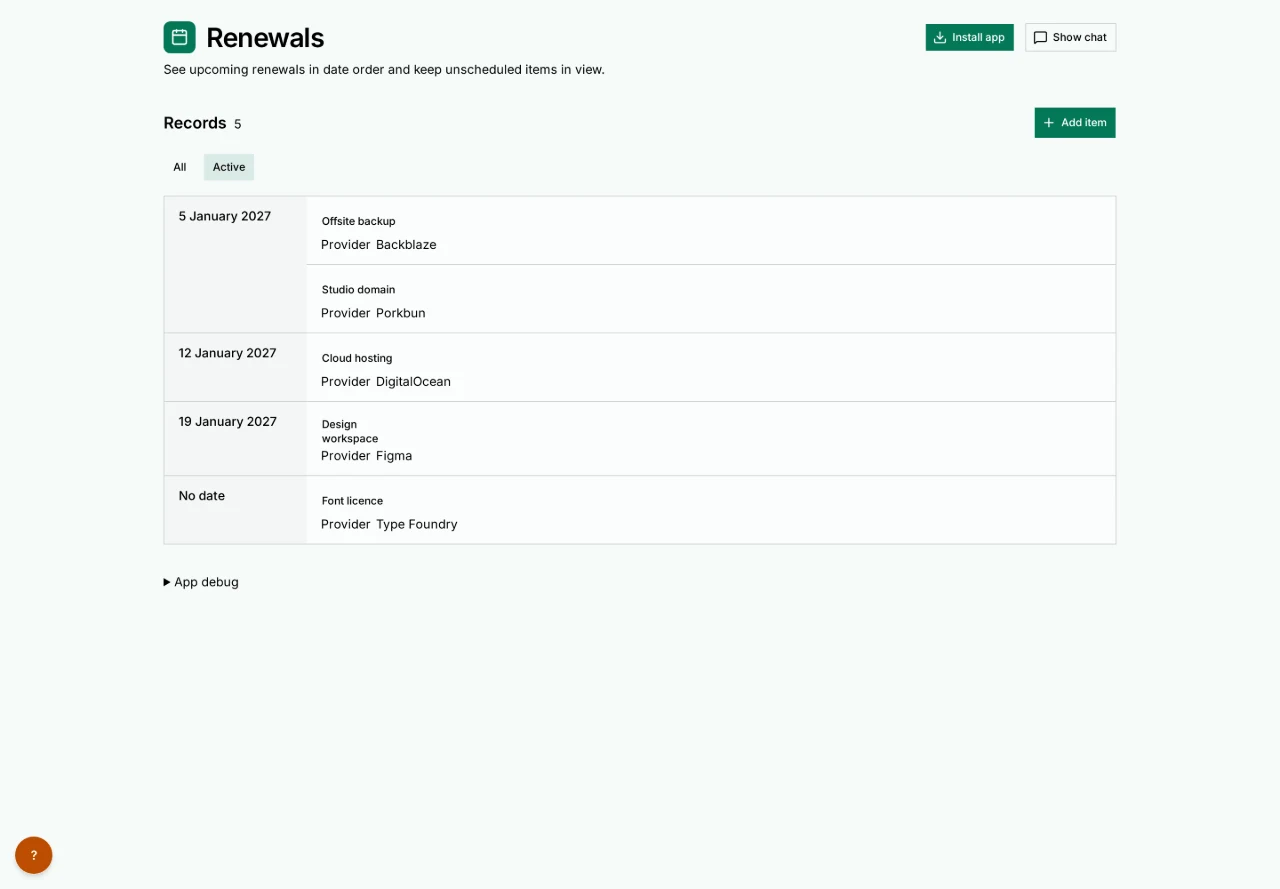 Renewals
Install app
Show chat
See upcoming renewals in date order and keep unscheduled items in view.
Records 5
Add item
All
Active
5 January 2027
Offsite backup
Provider Backblaze
Studio domain
Provider Porkbun
12 January 2027
Cloud hosting
Provider DigitalOcean
19 January 2027
Design
workspace
Provider Figma
No date
Font licence
Provider Type Foundry
App debug
?